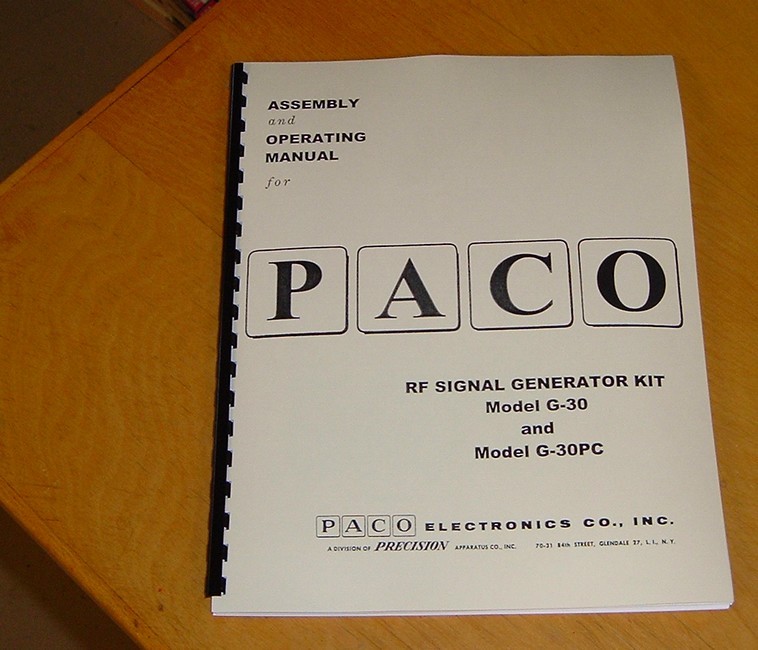 ASSEMBLY
and
OPERATING
MANUAL
for
PACO
RF SIGNAL GENERATOR KIT
Model G-30
and
Model G-30PC
PACO ELECTRONICS CO., INC.
A DIVISION OF PRECISION APPARATUS CO., INC. 70-31 84th STREET, GLENDALE 27, L. I., N. Y.